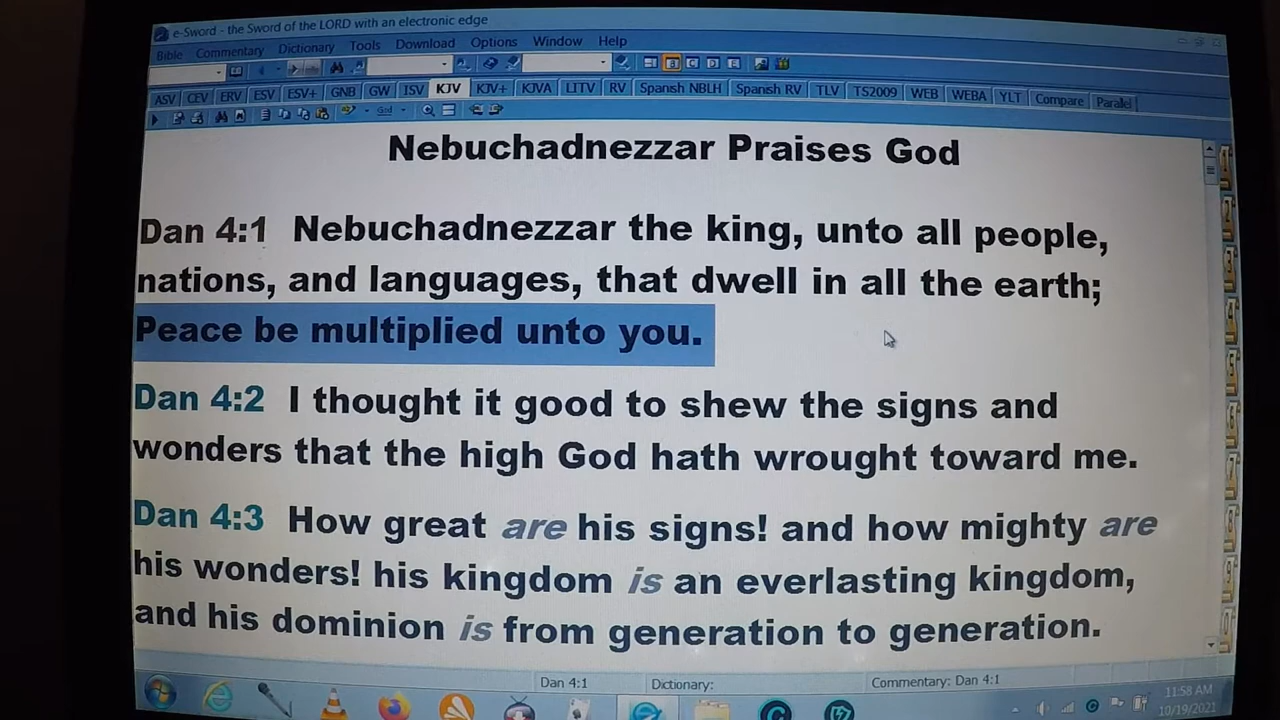 e-Sword - the Sword of the LORD with an electronic edge
Bible Commentary Dictionary Tools Download Options Window Help
ASV CEV ERV ESV ESV+ GNB GW ISV KJV KJV+ KJVA LITV RV Spanish NBLH Spanish RV TLV TS2009 WEB WEBA YLT Compare Parallel
Nebuchadnezzar Praises God
Dan 4:1 Nebuchadnezzar the king, unto all people,
nations, and languages, that dwell in all the earth;
Peace be multiplied unto you.
Dan 4:2 I thought it good to shew the signs and
wonders that the high God hath wrought toward me.
Dan 4:3 How great are his signs! and how mighty are
his wonders! his kingdom is an everlasting kingdom,
and his dominion is from generation to generation.
Dan 4:1 Dictionary: Commentary: Dan 4:1
11:58 AM
10/19/2021